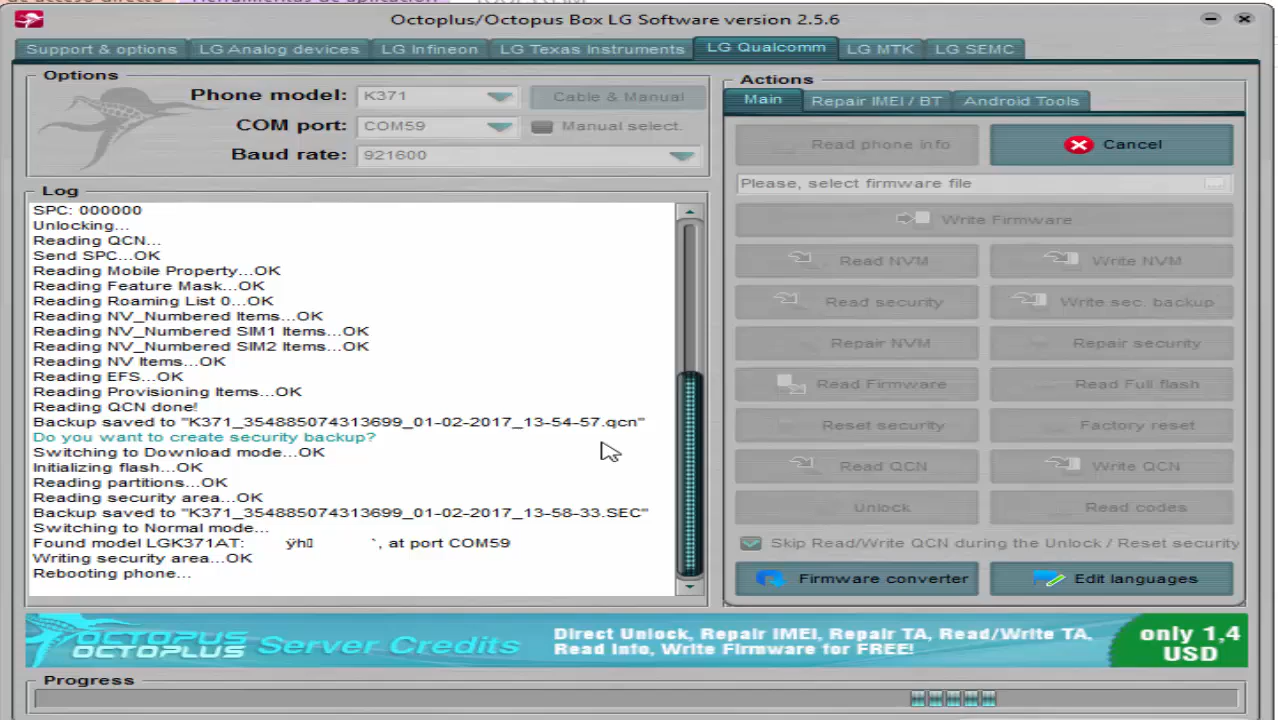 Octoplus/Octopus Box LG Software version 2.5.6
Support & options
LG Analog devices
LG Infineon
LG Texas Instruments
LG Qualcomm
LG MTK
LG SEMC
Options
Phone model:
K371
Cable & Manual
COM port:
COM59
Manual select.
Baud rate:
921600
Log
SPC: 000000
Unlocking...
Reading QCN...
Send SPC...OK
Reading Mobile Property...OK
Reading Feature Mask...OK
Reading Roaming List 0...OK
Reading NV_Numbered Items...OK
Reading NV_Numbered SIM1 Items...OK
Reading NV_Numbered SIM2 Items...OK
Reading NV Items...OK
Reading EFS...OK
Reading Provisioning Items...OK
Reading QCN done!
Backup saved to "K371_354885074313699_01-02-2017_13-54-57.qcn"
Do you want to create security backup?
Switching to Download mode...OK
Initializing flash...OK
Reading partitions...OK
Reading security area...OK
Backup saved to "K371_354885074313699_01-02-2017_13-58-33.SEC"
Switching to Normal mode...
Found model LGK371AT: ÿh `, at port COM59
Writing security area...OK
Rebooting phone...
Actions
Main
Repair IMEI / BT
Android Tools
Read phone info
Cancel
Please, select firmware file
Write Firmware
Read NVM
Write NVM
Read security
Write sec. backup
Repair NVM
Repair security
Read Firmware
Read Full flash
Reset security
Factory reset
Read QCN
Write QCN
Unlock
Read codes
Skip Read/Write QCN during the Unlock / Reset security
Firmware converter
Edit languages
OCTOPLUS
OCTOPUS
Server Credits
Direct Unlock, Repair IMEI, Repair TA, Read/Write TA,
Read Info, Write Firmware for FREE!
only 1,4
USD
Progress